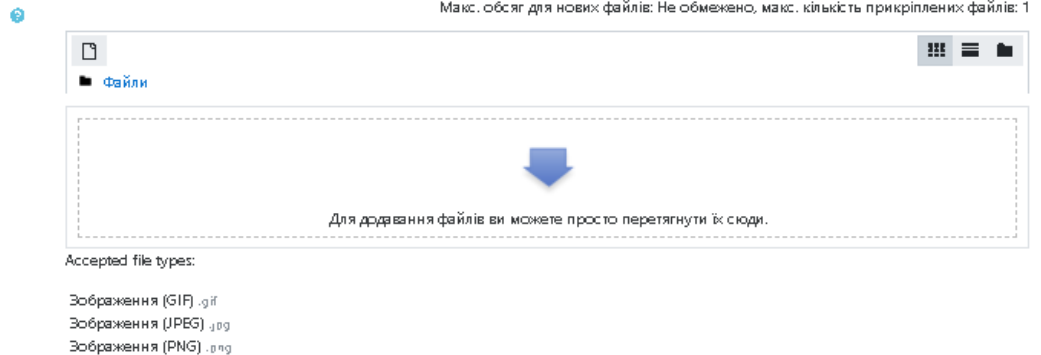 Макс. обсяг для нових файлів: Не обмежено, макс. кількість прикріплених файлів: 1
Файли
Для додавання файлів ви можете просто перетягнути їх сюди.
Accepted file types:
Зображення (GIF) .gif
Зображення (JPEG) .jpg
Зображення (PNG) .png